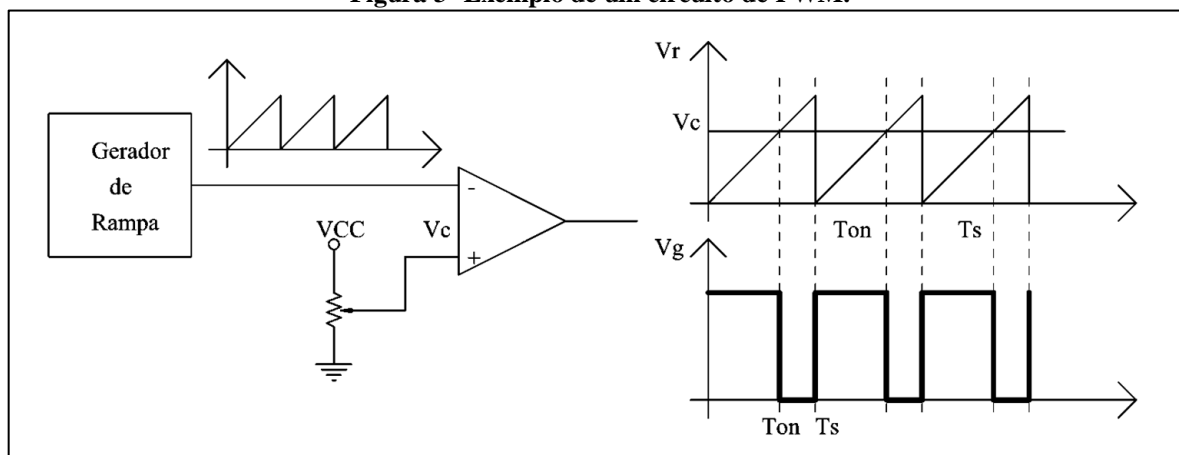 Figura 3- Exemplo de um circuito de PWM.
Gerador
de
Rampa
-
VCC
Vc
+
Vr
Vc
Ton
Ts
Vg
Ton
Ts